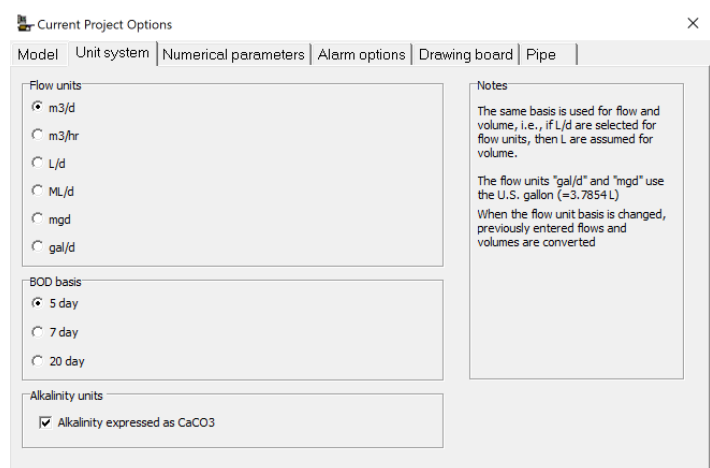 Current Project Options
Model Unit system Numerical parameters Alarm options Drawing board Pipe
Flow units
m3/d
m3/hr
L/d
ML/d
mgd
gal/d
BOD basis
5 day
7 day
20 day
Alkalinity units
Alkalinity expressed as CaCO3
Notes
The same basis is used for flow and
volume, i.e., if L/d are selected for
flow units, then L are assumed for
volume.
The flow units "gal/d" and "mgd" use
the U.S. gallon (=3.7854 L)
When the flow unit basis is changed,
previously entered flows and
volumes are converted